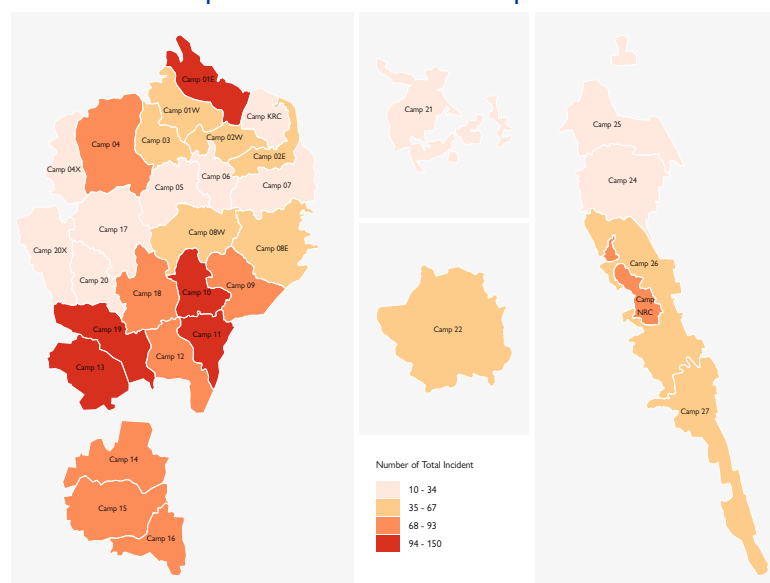 Camp 01E
Camp 01W
Camp KRC
Camp 04
Camp 03
Camp 02W
Camp 02E
Camp 04X
Camp 05
Camp 06
Camp 07
Camp 17
Camp 08W
Camp 08E
Camp 20X
Camp 20
Camp 18
Camp 10
Camp 09
Camp 19
Camp 11
Camp 13
Camp 12
Camp 14
Camp 15
Camp 16
Camp 21
Camp 22
Number of Total Incident
10 - 34
35 - 67
68 - 93
94 - 150
Camp 25
Camp 24
Camp 26
Camp
NRC
Camp 27